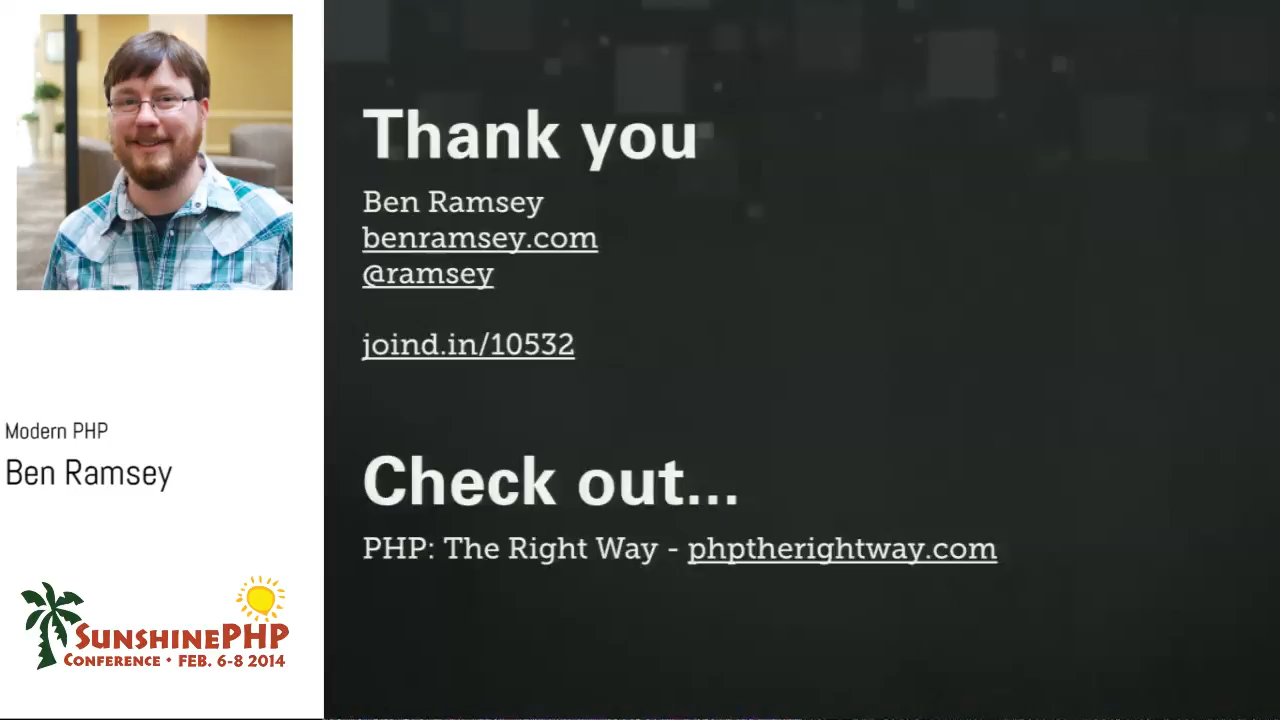 Thank you
Ben Ramsey
benramsey.com
@ramsey
joind.in/10532
Check out...
PHP: The Right Way - phptherightway.com
Modern PHP
Ben Ramsey
SUNSHINEPHP
CONFERENCE • FEB. 6-8 2014